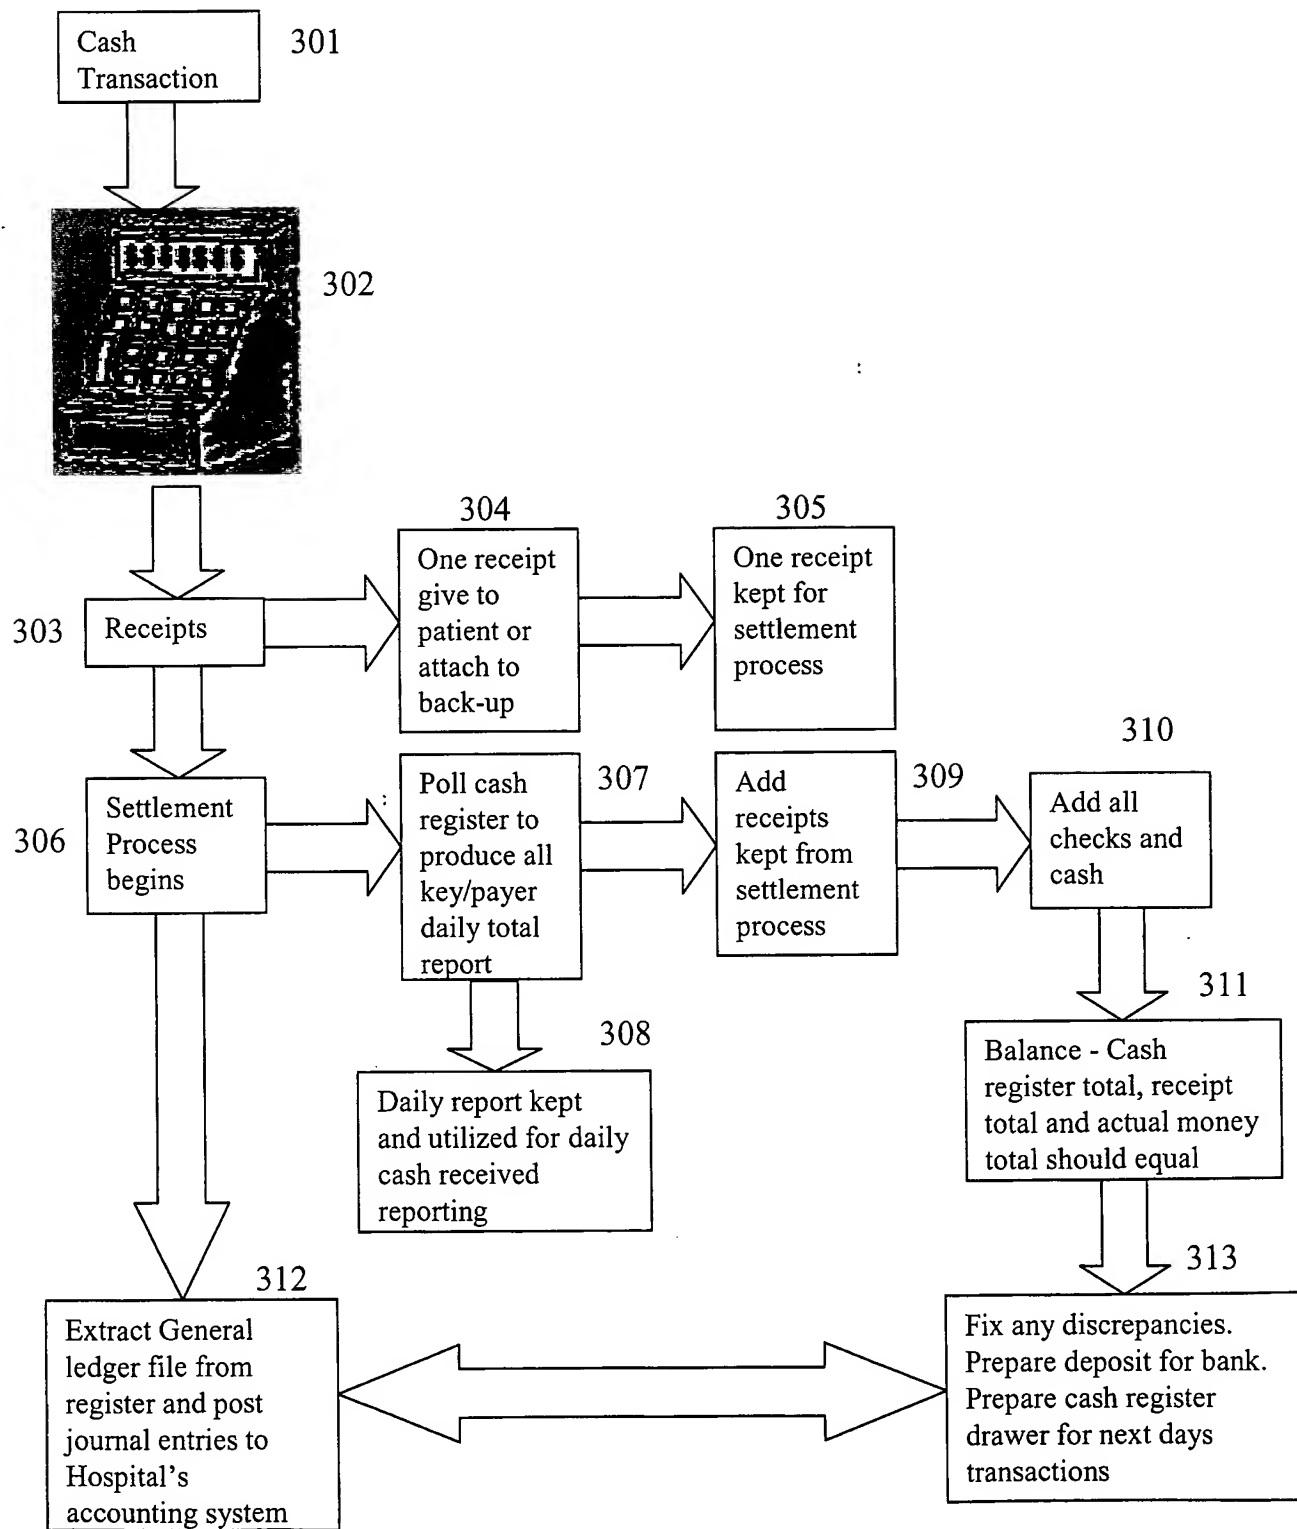 Cash
Transaction
301
$$$$$$$
302
304
305
One receipt
give to
patient or
attach to
back-up
One receipt
kept for
settlement
process
303
Receipts
310
306
Settlement
Process
begins
Poll cash
register to
produce all
key/payer
daily total
report
307
Add
receipts
kept from
settlement
process
309
Add all
checks and
cash
311
308
Balance - Cash
register total, receipt
total and actual money
total should equal
Daily report kept
and utilized for daily
cash received
reporting
312
313
Extract General
ledger file from
register and post
journal entries to
Hospital's
accounting system
Fix any discrepancies.
Prepare deposit for bank.
Prepare cash register
drawer for next days
transactions